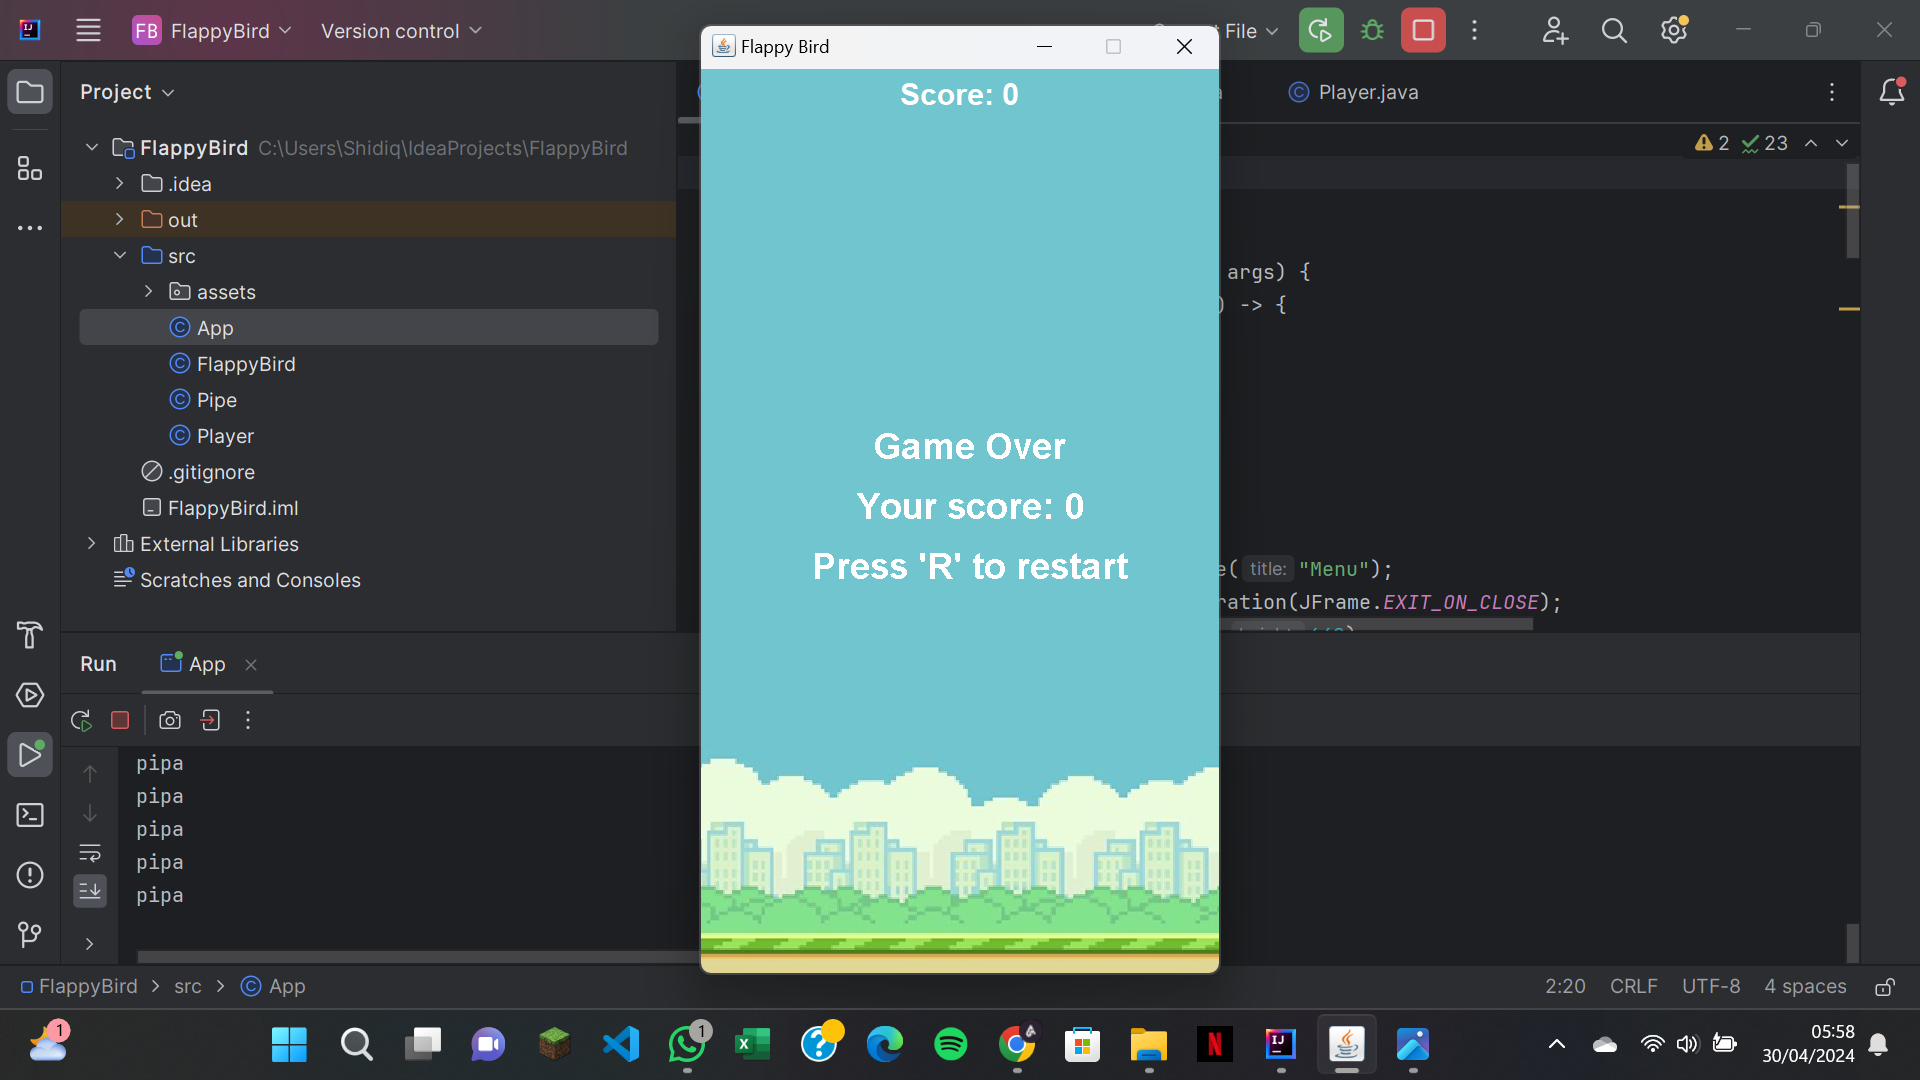 FB FlappyBird
Version control
File
Flappy Bird
Project
Player.java
FlappyBird C:\Users\Shidiq\IdeaProjects\FlappyBird
.idea
out
src
assets
App
FlappyBird
Pipe
Player
.gitignore
FlappyBird.iml
External Libraries
Scratches and Consoles
2 23
args) {
) -> {
e( title: "Menu");
ration(JFrame.EXIT_ON_CLOSE);
Score: 0
Game Over
Your score: 0
Press 'R' to restart
Run
App
pipa
pipa
pipa
pipa
pipa
FlappyBird > src > App
2:20 CRLF UTF-8 4 spaces
1
1
05:58
30/04/2024